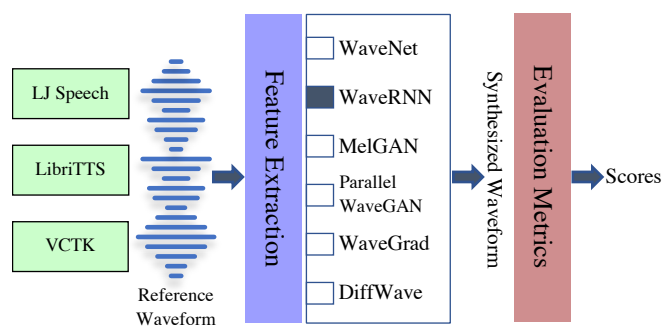 LJ Speech
LibriTTS
VCTK
Reference
Waveform
Feature Extraction
WaveNet
WaveRNN
MelGAN
Parallel
WaveGAN
WaveGrad
DiffWave
Synthesized Waveform
Evaluation Metrics
Scores